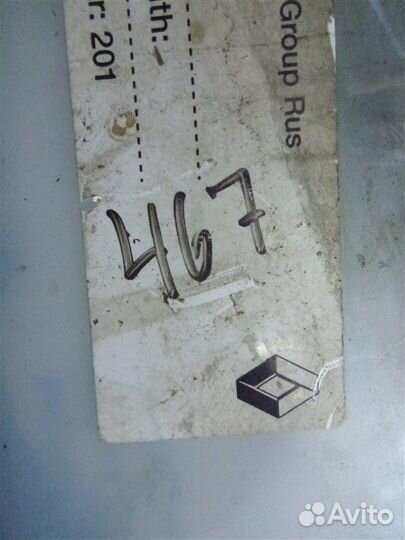 Group Rus
th: -
r: 201
467
Avito